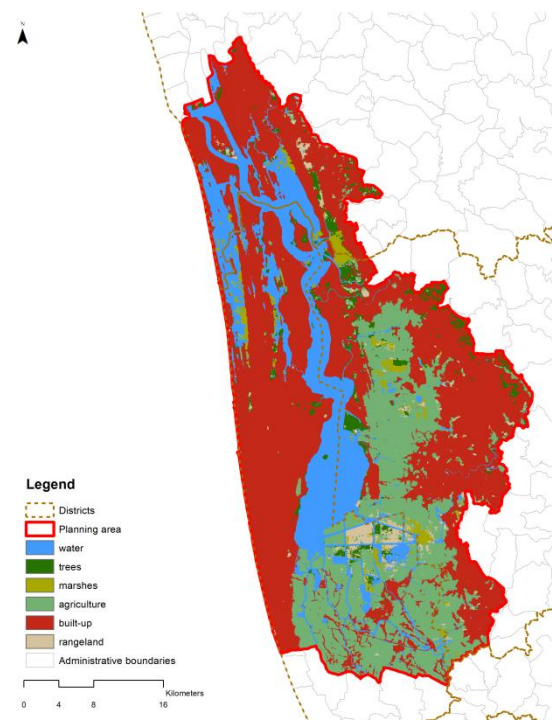 N
Legend
Districts
Planning area
water
trees
marshes
agriculture
built-up
rangeland
Administrative boundaries
Kilometers
0 4 8 16